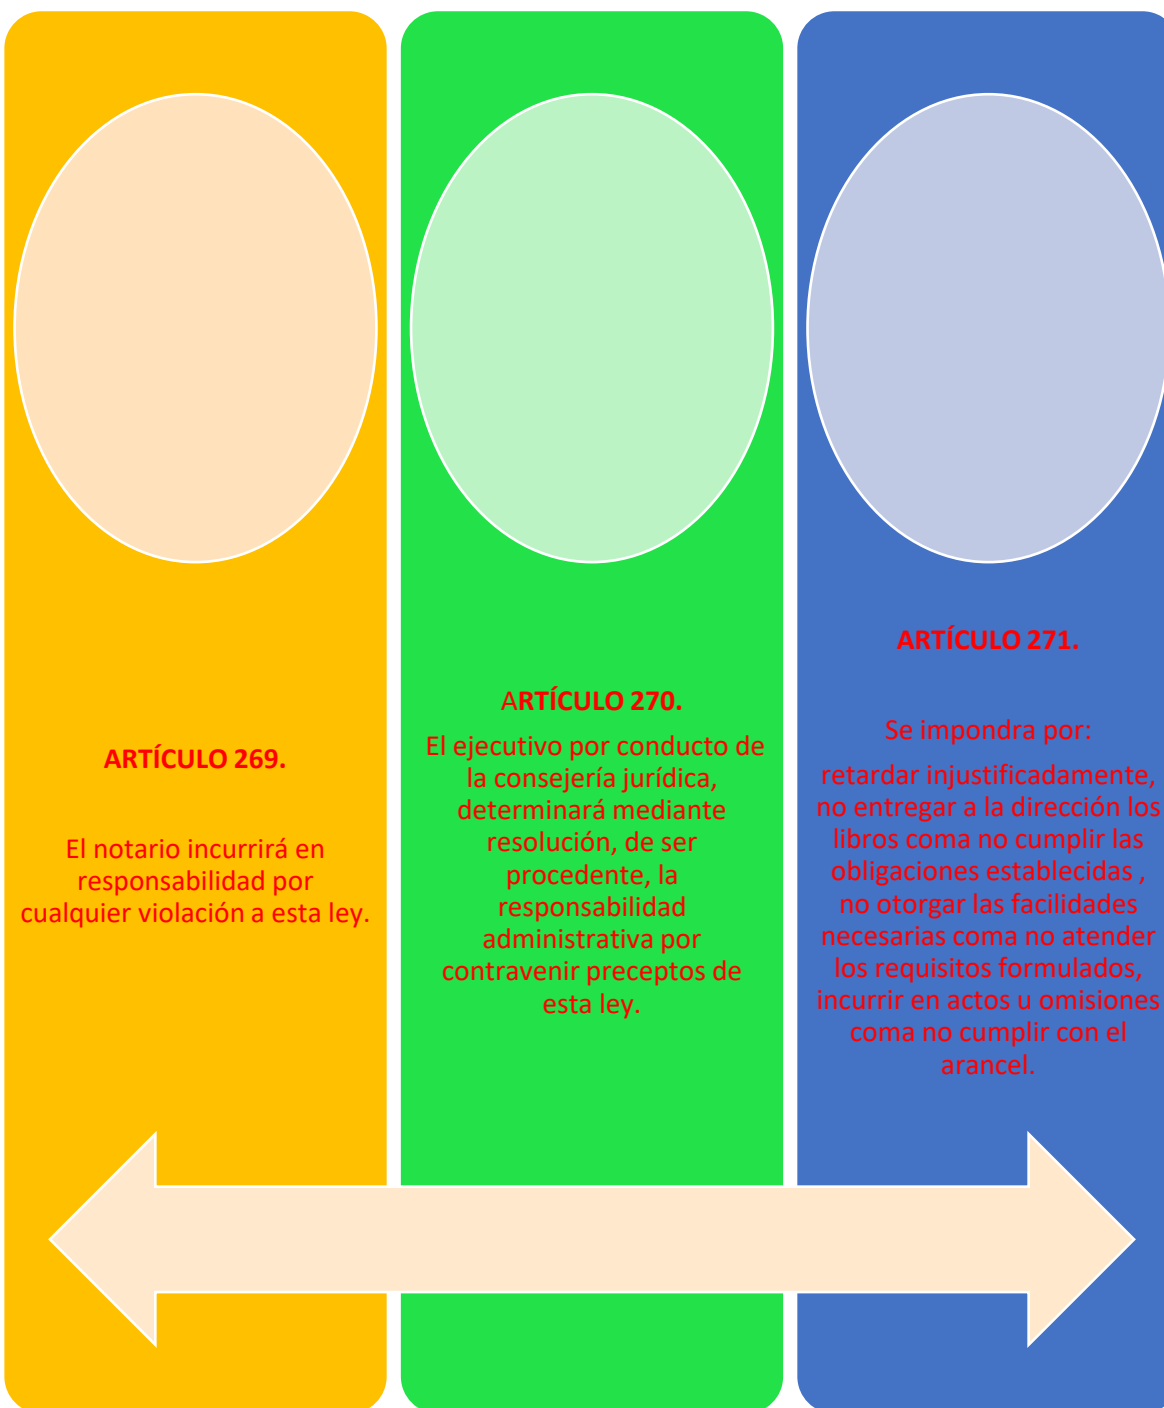 ARTÍCULO 269.
El notario incurrirá en
responsabilidad por
cualquier violación a esta ley.
ARTÍCULO 270.
El ejecutivo por conducto de
la consejería jurídica,
determinará mediante
resolución, de ser
procedente, la
responsabilidad
administrativa por
contravenir preceptos de
esta ley.
ARTÍCULO 271.
Se impondra por:
retardar injustificadamente,
no entregar a la dirección los
libros coma no cumplir las
obligaciones establecidas ,
no otorgar las facilidades
necesarias coma no atender
los requisitos formulados,
incurrir en actos u omisiones
coma no cumplir con el
arancel.